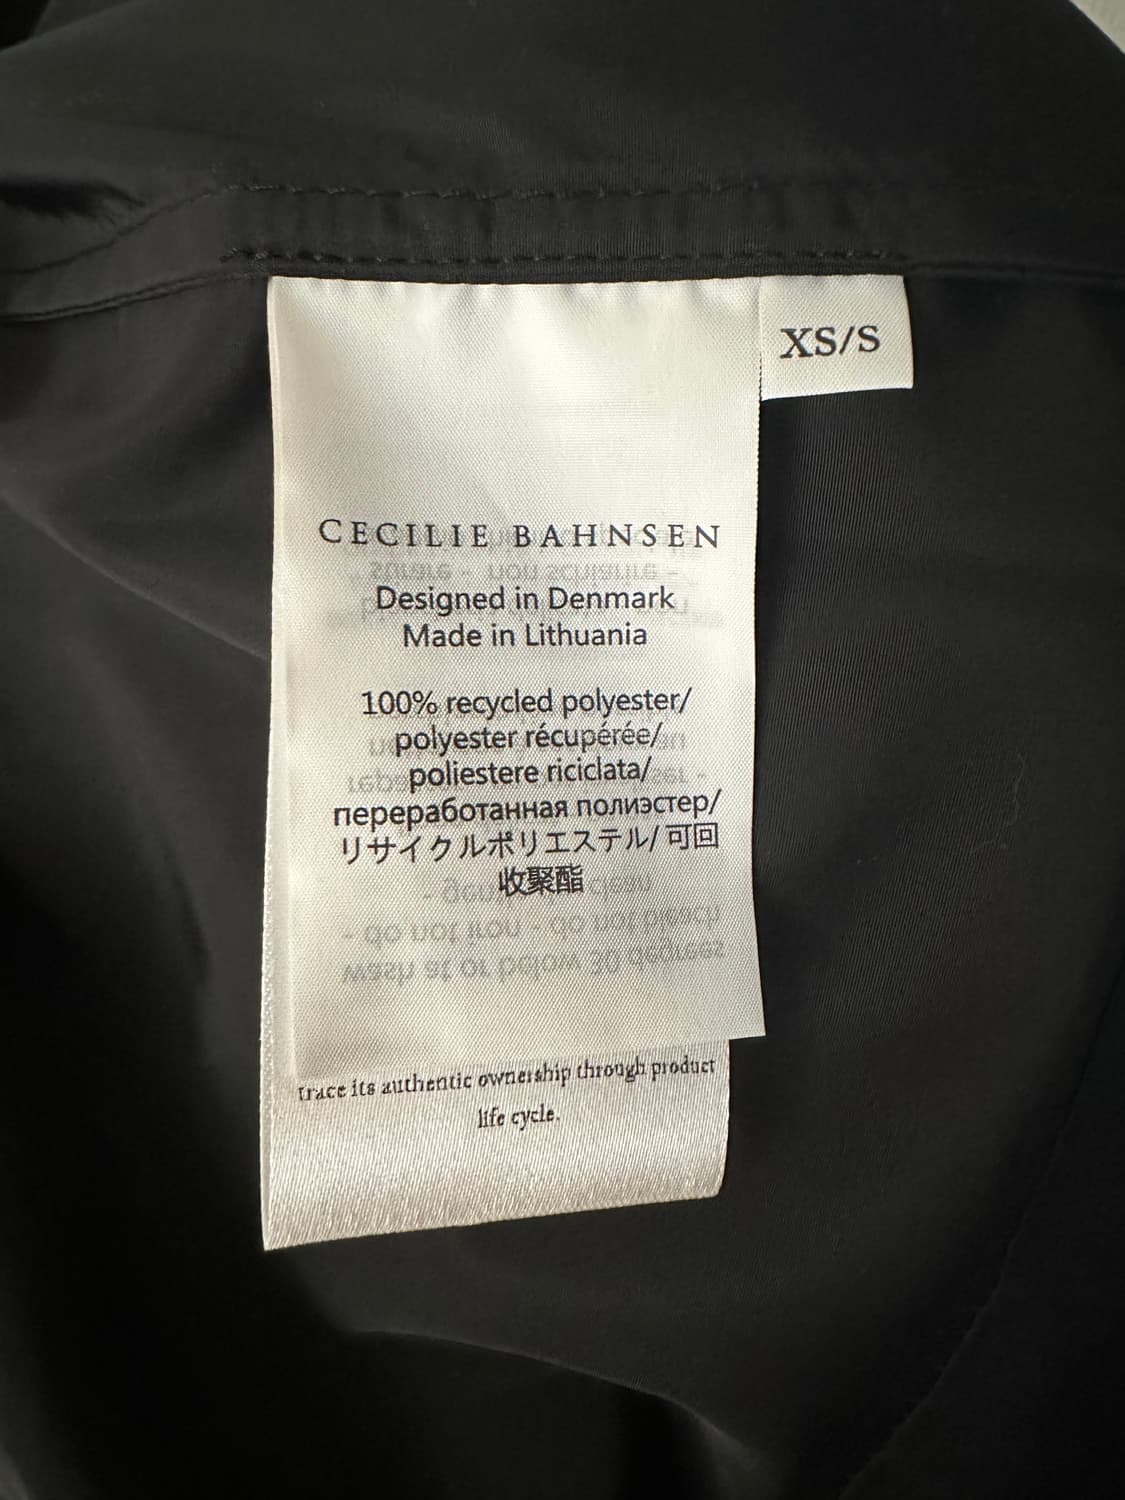 XS/S
CECILIE BAHNSEN
Designed in Denmark
Made in Lithuania
100% recycled polyester/
polyester récupérée/
poliestere riciclata/
переработанная полиэстер/
リサイクルポリエステル/可回
收聚酯
trace its authentic ownership through product
life cycle.